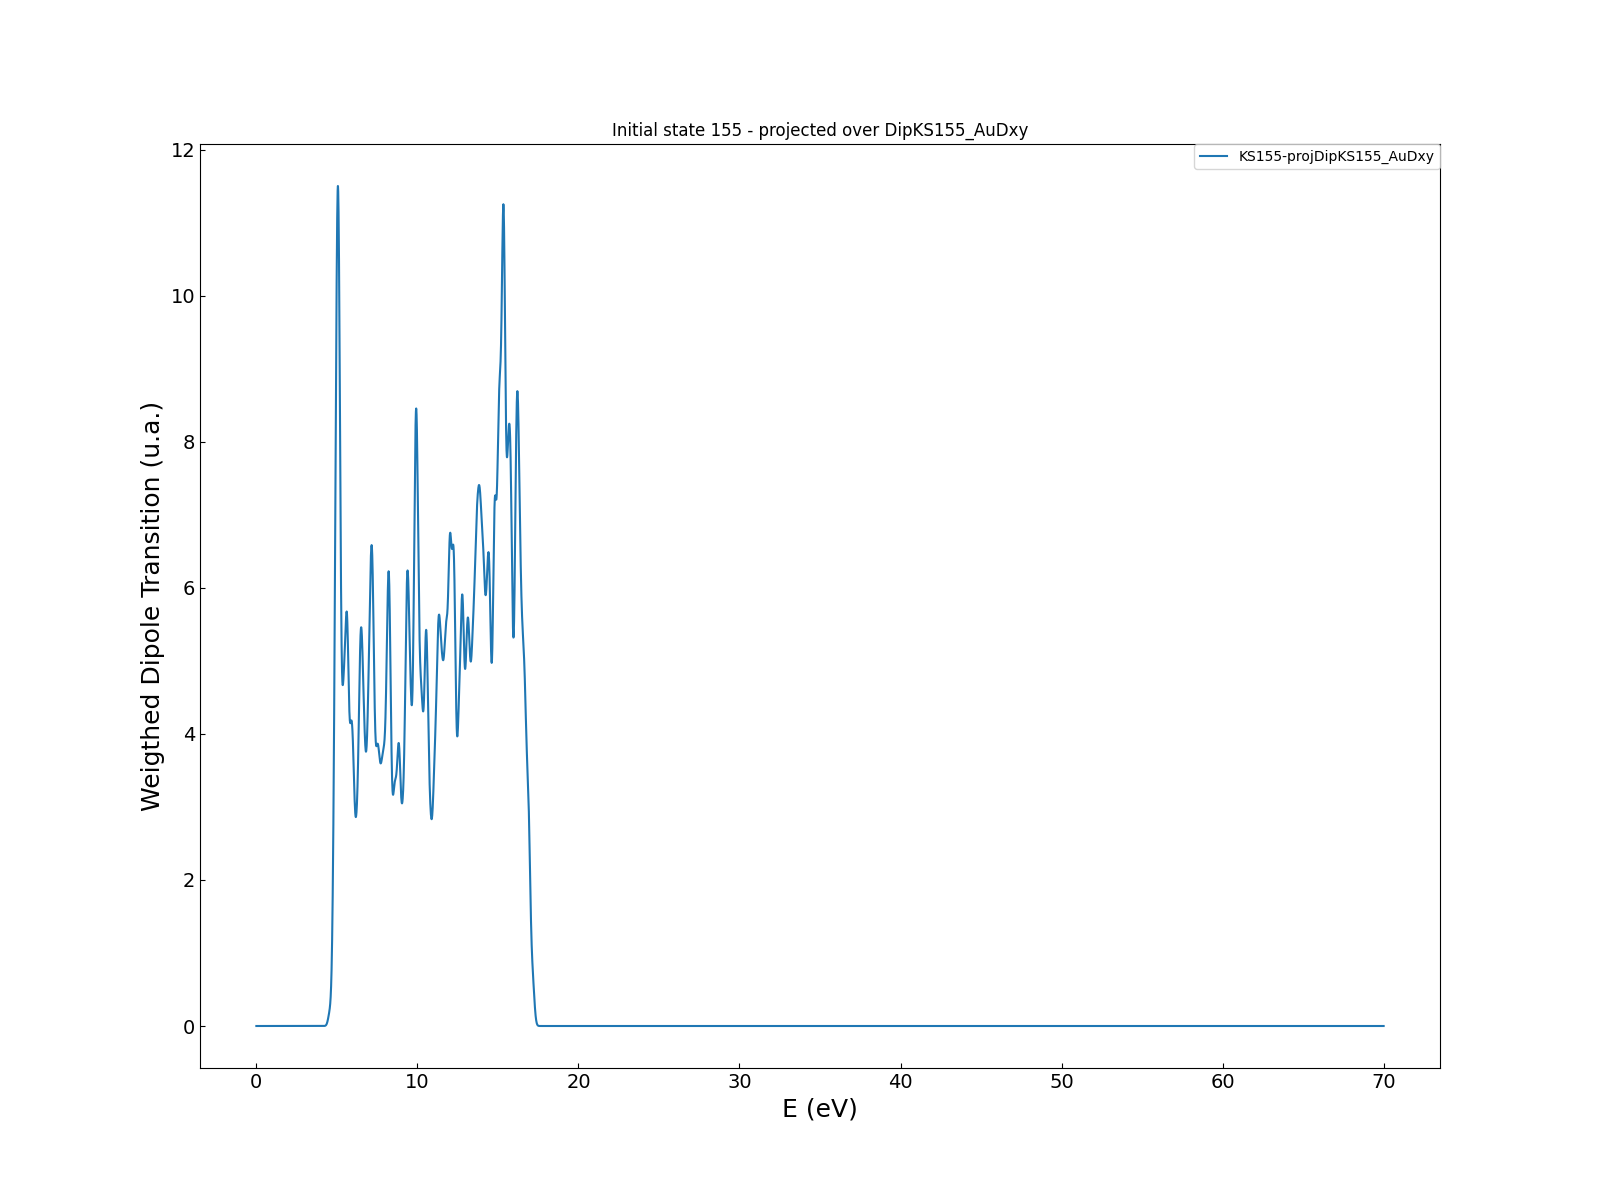 Initial state 155 - projected over DipKS155_AuDxy
KS155-projDipKS155_AuDxy
12
10
8
6
4
2
0
Weigthed Dipole Transition (u.a.)
0 10 20 30 40 50 60 70
E (eV)